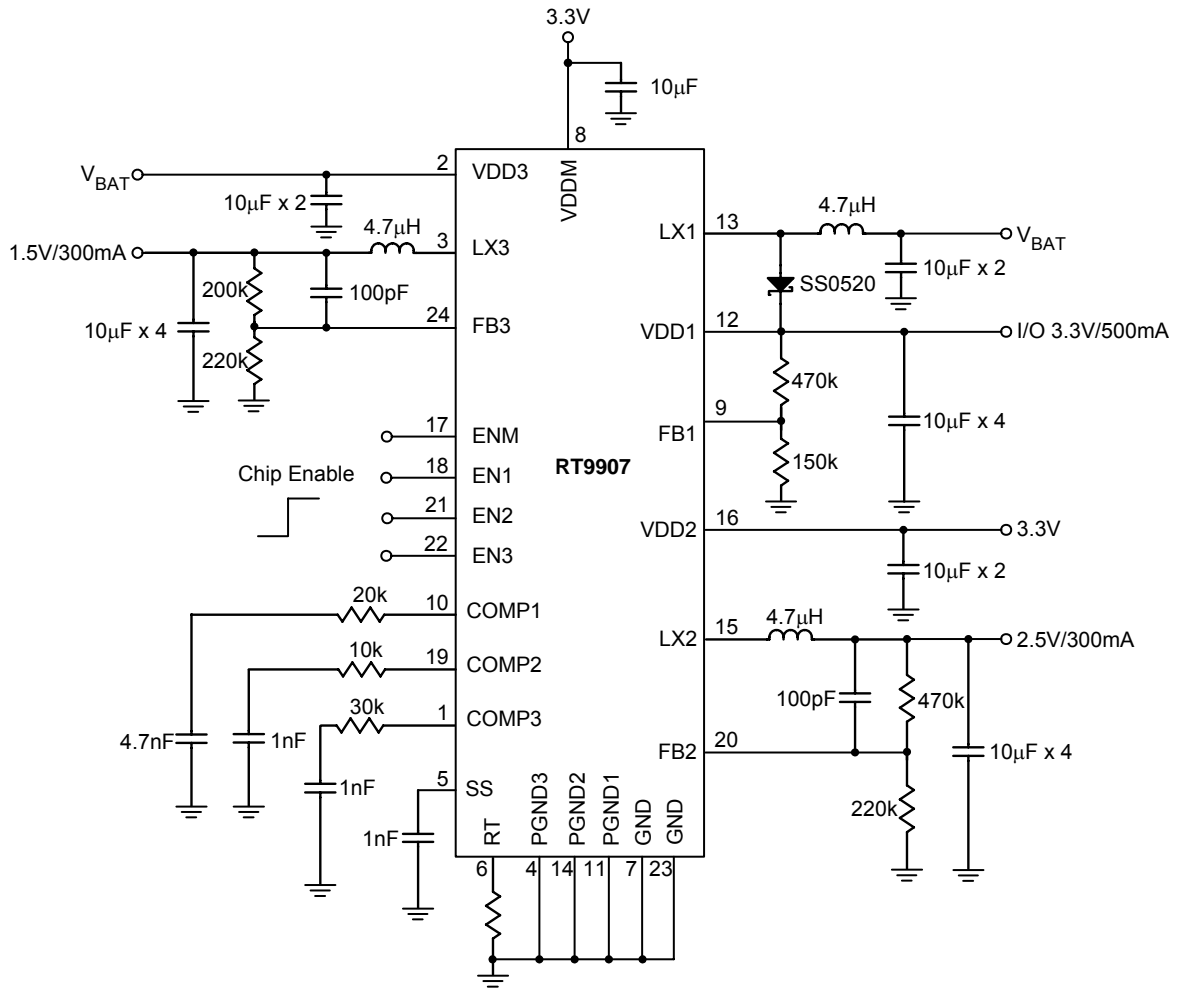 3.3V
10μF
8
VDDM
V_BAT
2
VDD3
10μF x 2
4.7μH
1.5V/300mA
3
LX3
200k
100pF
10μF x 4
24
FB3
220k
17
ENM
Chip Enable
18
EN1
21
EN2
22
EN3
20k
10
COMP1
10k
19
COMP2
30k
1
COMP3
4.7nF
1nF
1nF
5
SS
1nF
RT9907
LX1
13
4.7μH
V_BAT
10μF x 2
SS0520
VDD1
12
I/O 3.3V/500mA
470k
9
FB1
10μF x 4
150k
VDD2
16
3.3V
10μF x 2
4.7μH
LX2
15
2.5V/300mA
100pF
470k
FB2
20
10μF x 4
220k
RT
PGND3
PGND2
PGND1
GND
GND
6
4
14
11
7
23